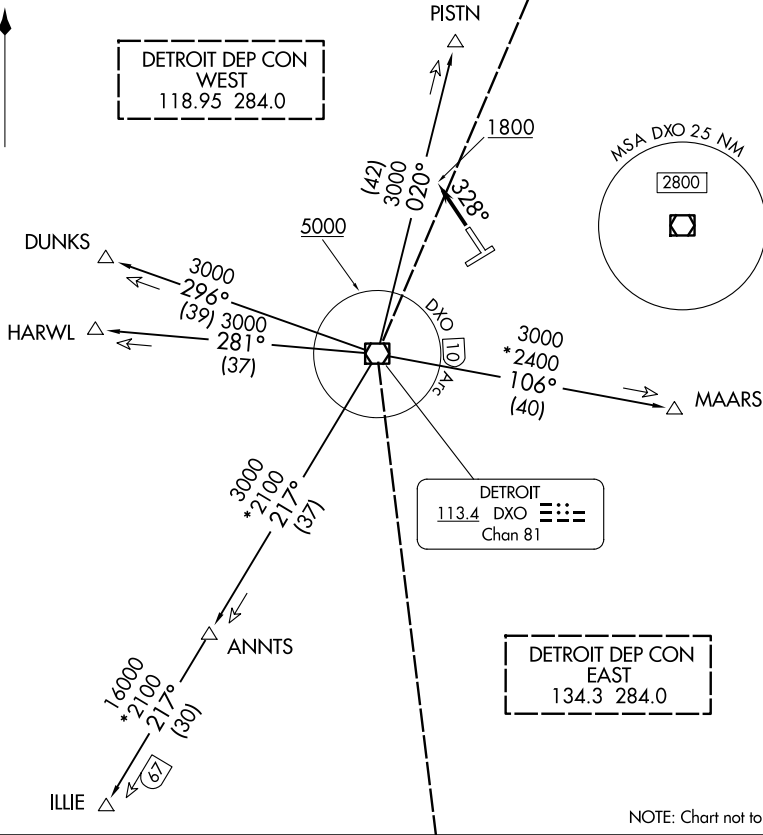 PISTN
DETROIT DEP CON
WEST
118.95 284.0
1800
MSA DXO 25 NM
2800
(42)
3000
020°
328°
5000
DUNKS
3000
296°
(39)
HARWL
3000
281°
(37)
DXO 10 Arc
3000
*2400
106°
(40)
MAARS
3000
*2100
217°
(37)
DETROIT
113.4 DXO
Chan 81
ANNTS
DETROIT DEP CON
EAST
134.3 284.0
16000
*2100
217°
(30)
67
ILLIE
NOTE: Chart not to